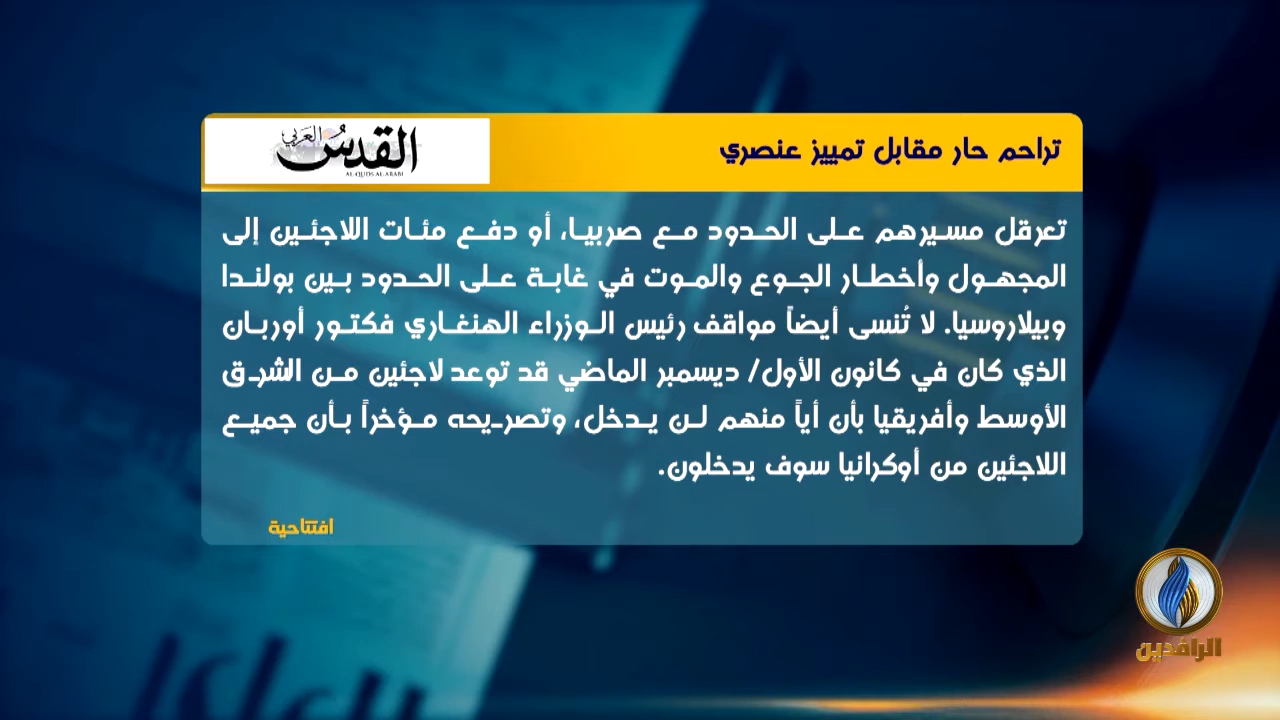 تراحم حار مقابل تمييز عنصري
القدس العربي
AL-QUDS AL-ARABI
تعرقل مسيرهم على الحدود مع صربيا، أو دفع مئات اللاجئين إلى
المجهول وأخطار الجوع والموت في غابة على الحدود بين بولندا
وبيلاروسيا. لا تُنسى أيضاً مواقف رئيس الوزراء الهنغاري فكتور أوربان
الذي كان في كانون الأول/ ديسمبر الماضي قد توعد لاجئين من الشرق
الأوسط وأفريقيا بأن أياً منهم لن يدخل، وتصريحه مؤخراً بأن جميع
اللاجئين من أوكرانيا سوف يدخلون.
افتتاحية
الرافدين